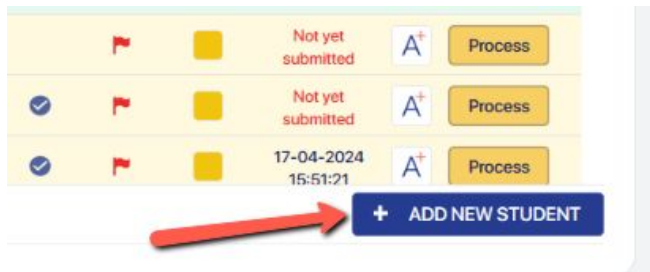 Not yet
submitted
A+
Process
Not yet
submitted
A+
Process
17-04-2024
15:51:21
A+
Process
+ ADD NEW STUDENT